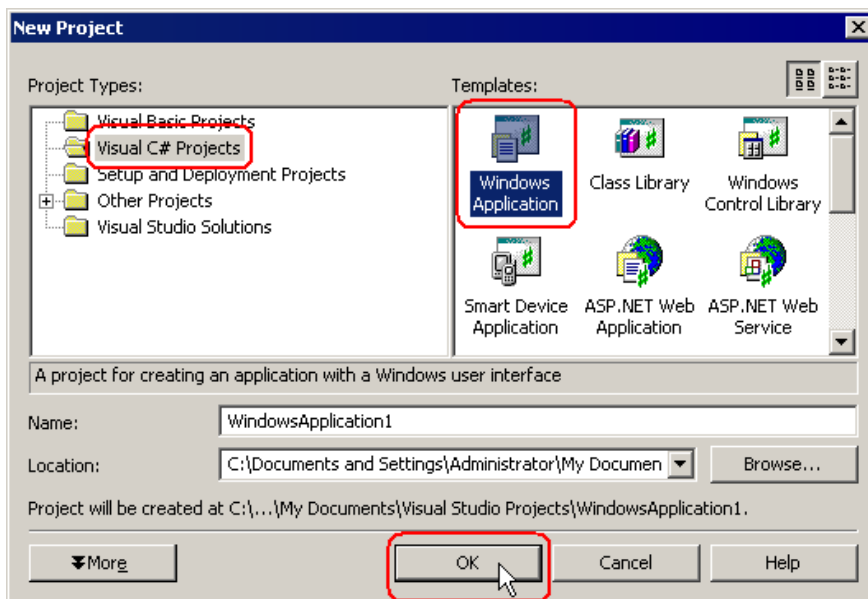 New Project
Project Types:
Templates:
Visual Basic Projects
Visual C# Projects
Setup and Deployment Projects
Other Projects
Visual Studio Solutions
Windows
Application
Class Library
Windows
Control Library
Smart Device
Application
ASP.NET Web
Application
ASP.NET Web
Service
A project for creating an application with a Windows user interface
Name:
WindowsApplication1
Location:
C:\Documents and Settings\Administrator\My Documen
Browse...
Project will be created at C:\...\My Documents\Visual Studio Projects\WindowsApplication1.
More
OK
Cancel
Help